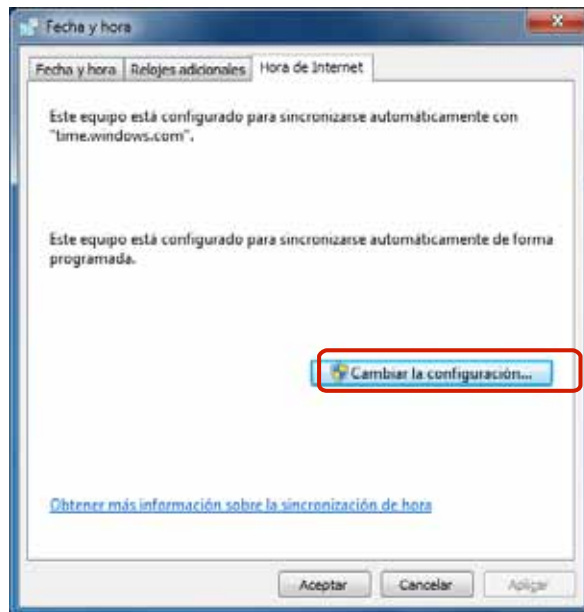 Fecha y hora
Fecha y hora Relojes adicionales Hora de Internet
Este equipo está configurado para sincronizarse automáticamente con
"time.windows.com".
Este equipo está configurado para sincronizarse automáticamente de forma
programada.
Cambiar la configuración...
Obtener más información sobre la sincronización de hora
Aceptar Cancelar Aplicar